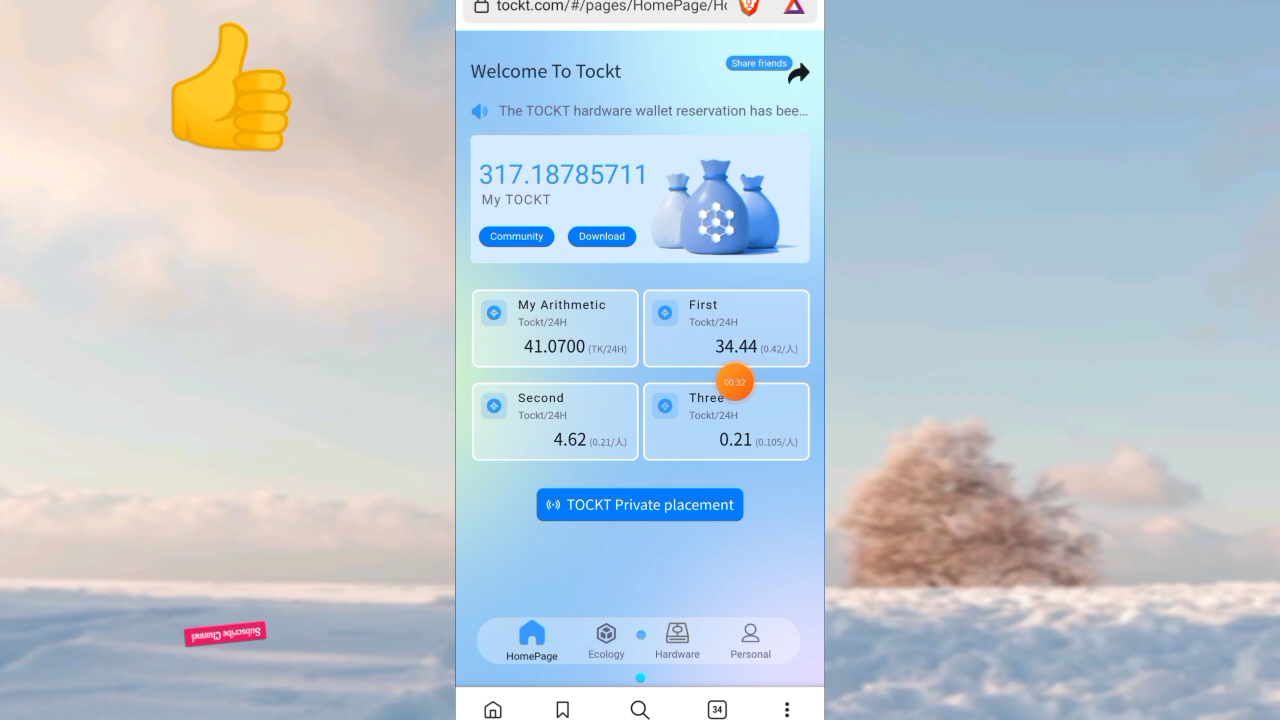 tockt.com/#/pages/HomePage/Ho
Welcome To Tockt
Share friends
The TOCKT hardware wallet reservation has bee...
317.18785711
My TOCKT
Community
Download
My Arithmetic
Tockt/24H
41.0700 (TK/24H)
First
Tockt/24H
34.44 (0.42/人)
00:32
Second
Tockt/24H
4.62 (0.21/人)
Three
Tockt/24H
0.21 (0.105/人)
TOCKT Private placement
Subscribe Channel
HomePage
Ecology
Hardware
Personal
34